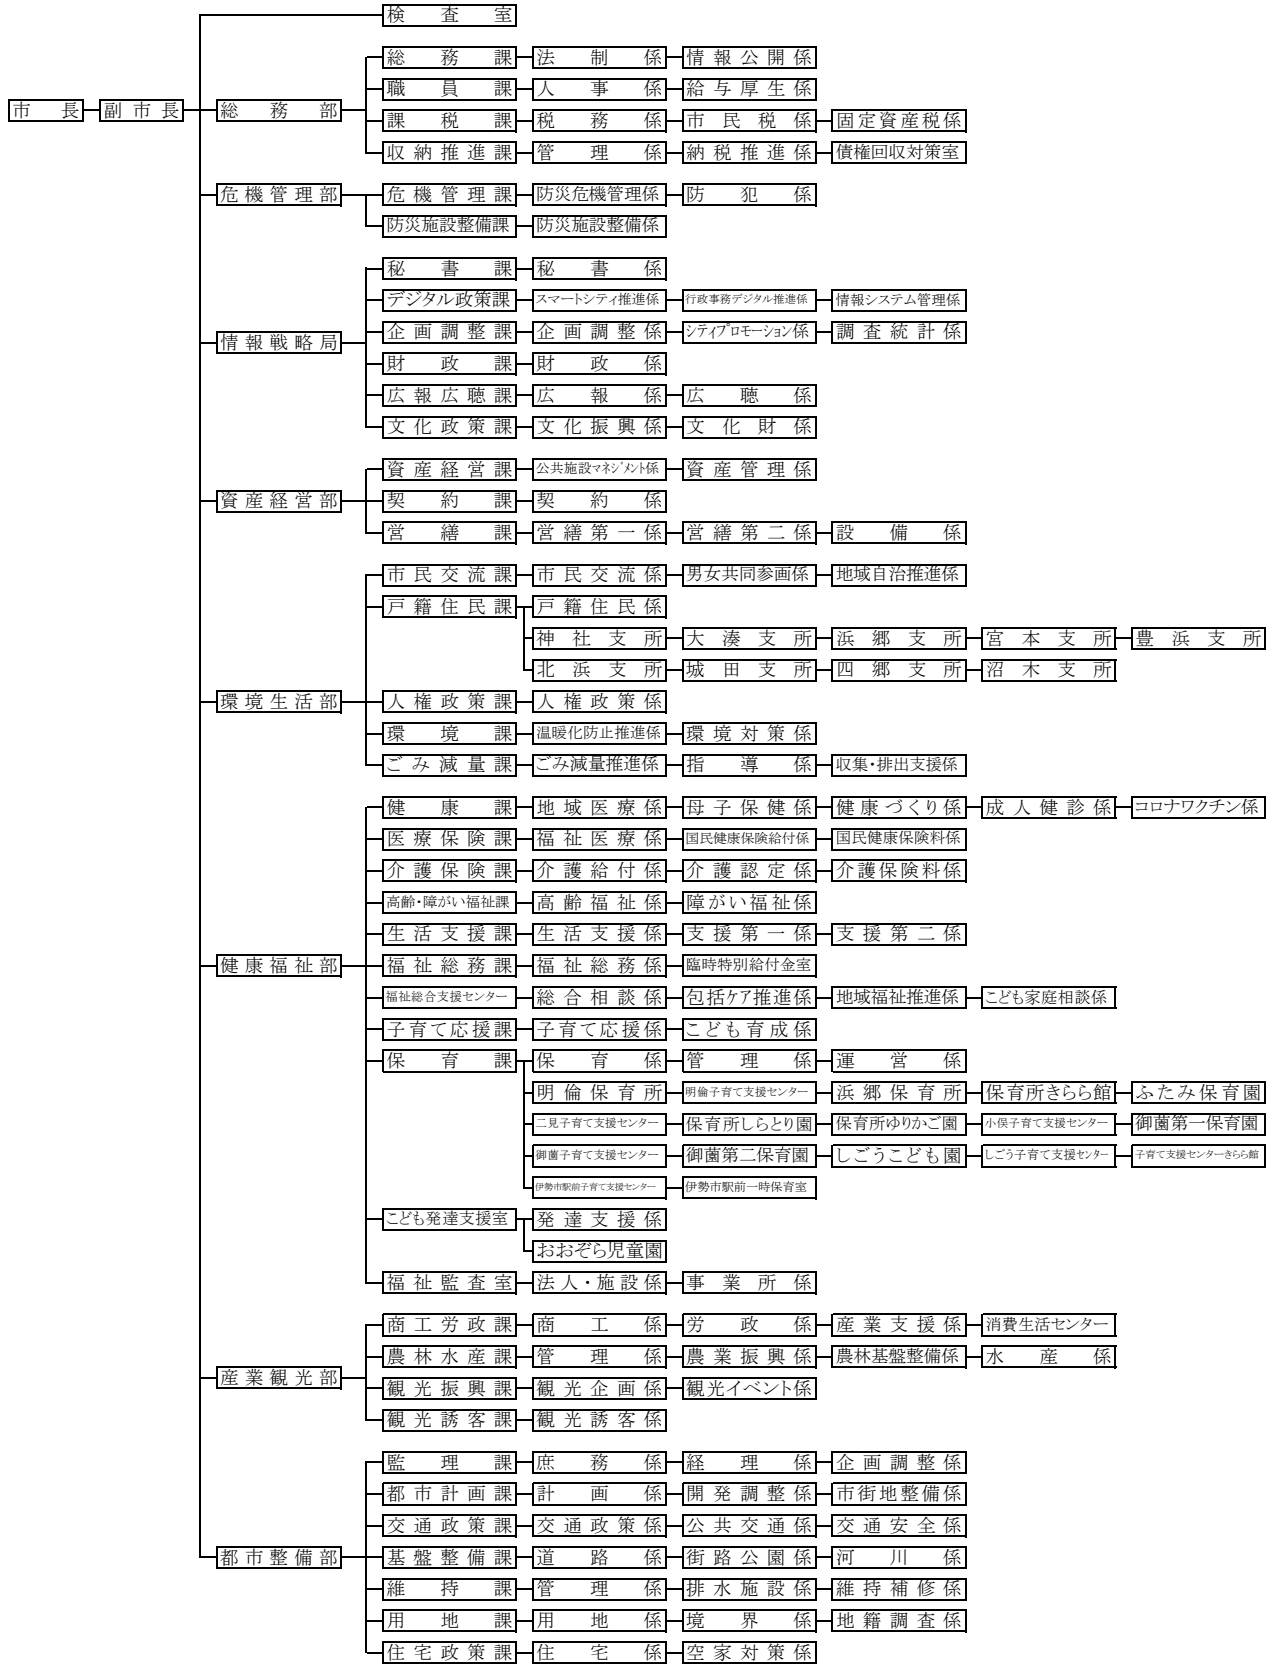 検査室
総務課 法制係 情報公開係
職員課 人事係 給与厚生係
市長 副市長 総務部
課税課 税務係 市民税係 固定資産税係
収納推進課 管理係 納税推進係 債権回収対策室
危機管理部 危機管理課 防災危機管理係 防犯係
防災施設整備課 防災施設整備係
秘書課 秘書係
デジタル政策課 スマートシティ推進係 行政事務デジタル推進係 情報システム管理係
企画調整課 企画調整係 シティプロモーション係 調査統計係
情報戦略局
財政課 財政係
広報広聴課 広報係 広聴係
文化政策課 文化振興係 文化財係
資産経営課 公共施設マネジメント係 資産管理係
資産経営部 契約課 契約係
営繕課 営繕第一係 営繕第二係 設備係
市民交流課 市民交流係 男女共同参画係 地域自治推進係
戸籍住民課 戸籍住民係
神社支所 大湊支所 浜郷支所 宮本支所 豊浜支所
北浜支所 城田支所 四郷支所 沼木支所
環境生活部 人権政策課 人権政策係
環境課 温暖化防止推進係 環境対策係
ごみ減量課 ごみ減量推進係 指導係 収集・排出支援係
健康課 地域医療係 母子保健係 健康づくり係 成人健診係 コロナワクチン係
医療保険課 福祉医療係 国民健康保険給付係 国民健康保険料係
介護保険課 介護給付係 介護認定係 介護保険料係
高齢・障がい福祉課 高齢福祉係 障がい福祉係
生活支援課 生活支援係 支援第一係 支援第二係
健康福祉部 福祉総務課 福祉総務係 臨時特別給付金室
福祉総合支援センター 総合相談係 包括ケア推進係 地域福祉推進係 こども家庭相談係
子育て応援課 子育て応援係 こども育成係
保育課 保育係 管理係 運営係
明倫保育所 明倫子育て支援センター 浜郷保育所 保育所きらら館 ふたみ保育園
二見子育て支援センター 保育所しらとり園 保育所ゆりかご園 小俣子育て支援センター 御薗第一保育園
御薗子育て支援センター 御薗第二保育園 しごうこども園 しごう子育て支援センター 子育て支援センターきらら館
伊勢市駅前子育て支援センター 伊勢市駅前一時保育室
こども発達支援室 発達支援係
おおぞら児童園
福祉監査室 法人・施設係 事業所係
商工労政課 商工係 労政係 産業支援係 消費生活センター
農林水産課 管理係 農業振興係 農林基盤整備係 水産係
産業観光部
観光振興課 観光企画係 観光イベント係
観光誘客課 観光誘客係
監理課 庶務係 経理係 企画調整係
都市計画課 計画係 開発調整係 市街地整備係
交通政策課 交通政策係 公共交通係 交通安全係
都市整備部 基盤整備課 道路係 街路公園係 河川係
維持課 管理係 排水施設係 維持補修係
用地課 用地係 境界係 地籍調査係
住宅政策課 住宅係 空家対策係